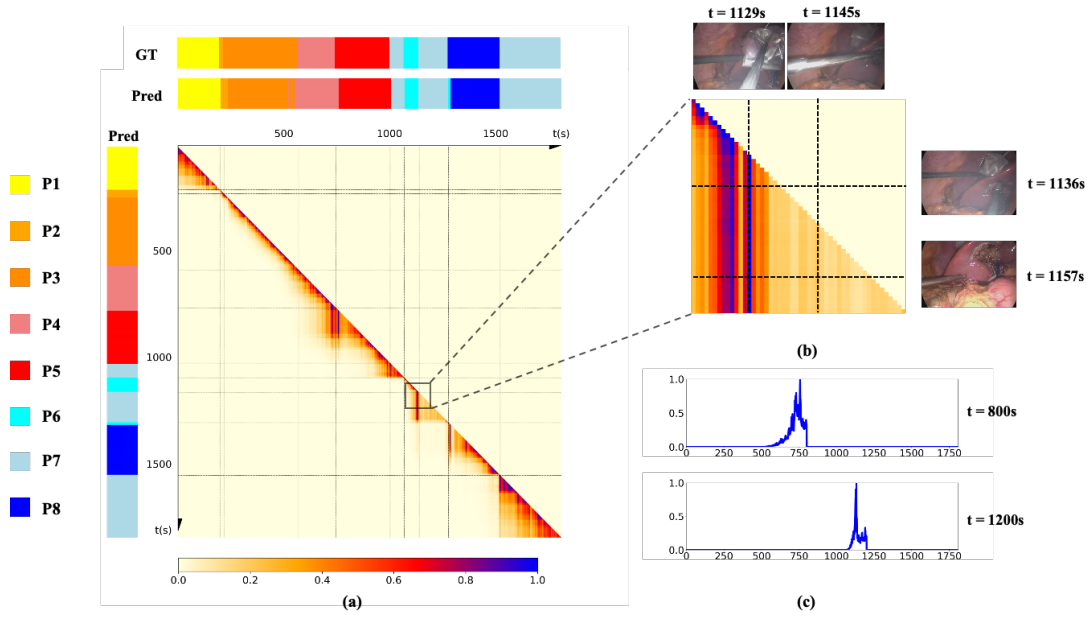 GT
Pred
Pred
500
1000
1500
t(s)
P1
P2
P3
P4
P5
P6
P7
P8
500
1000
1500
t(s)
0.0 0.2 0.4 0.6 0.8 1.0
(a)
t = 1129s t = 1145s
t = 1136s
t = 1157s
(b)
1.0
0.5
0.0
0 250 500 750 1000 1250 1500 1750
t = 800s
1.0
0.5
0.0
0 250 500 750 1000 1250 1500 1750
t = 1200s
(c)